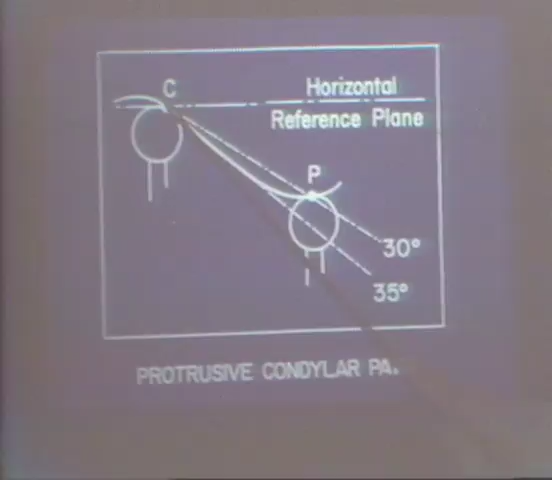 C
Horizontal
Reference Plane
P
30°
35°
PROTRUSIVE CONDYLAR PA.